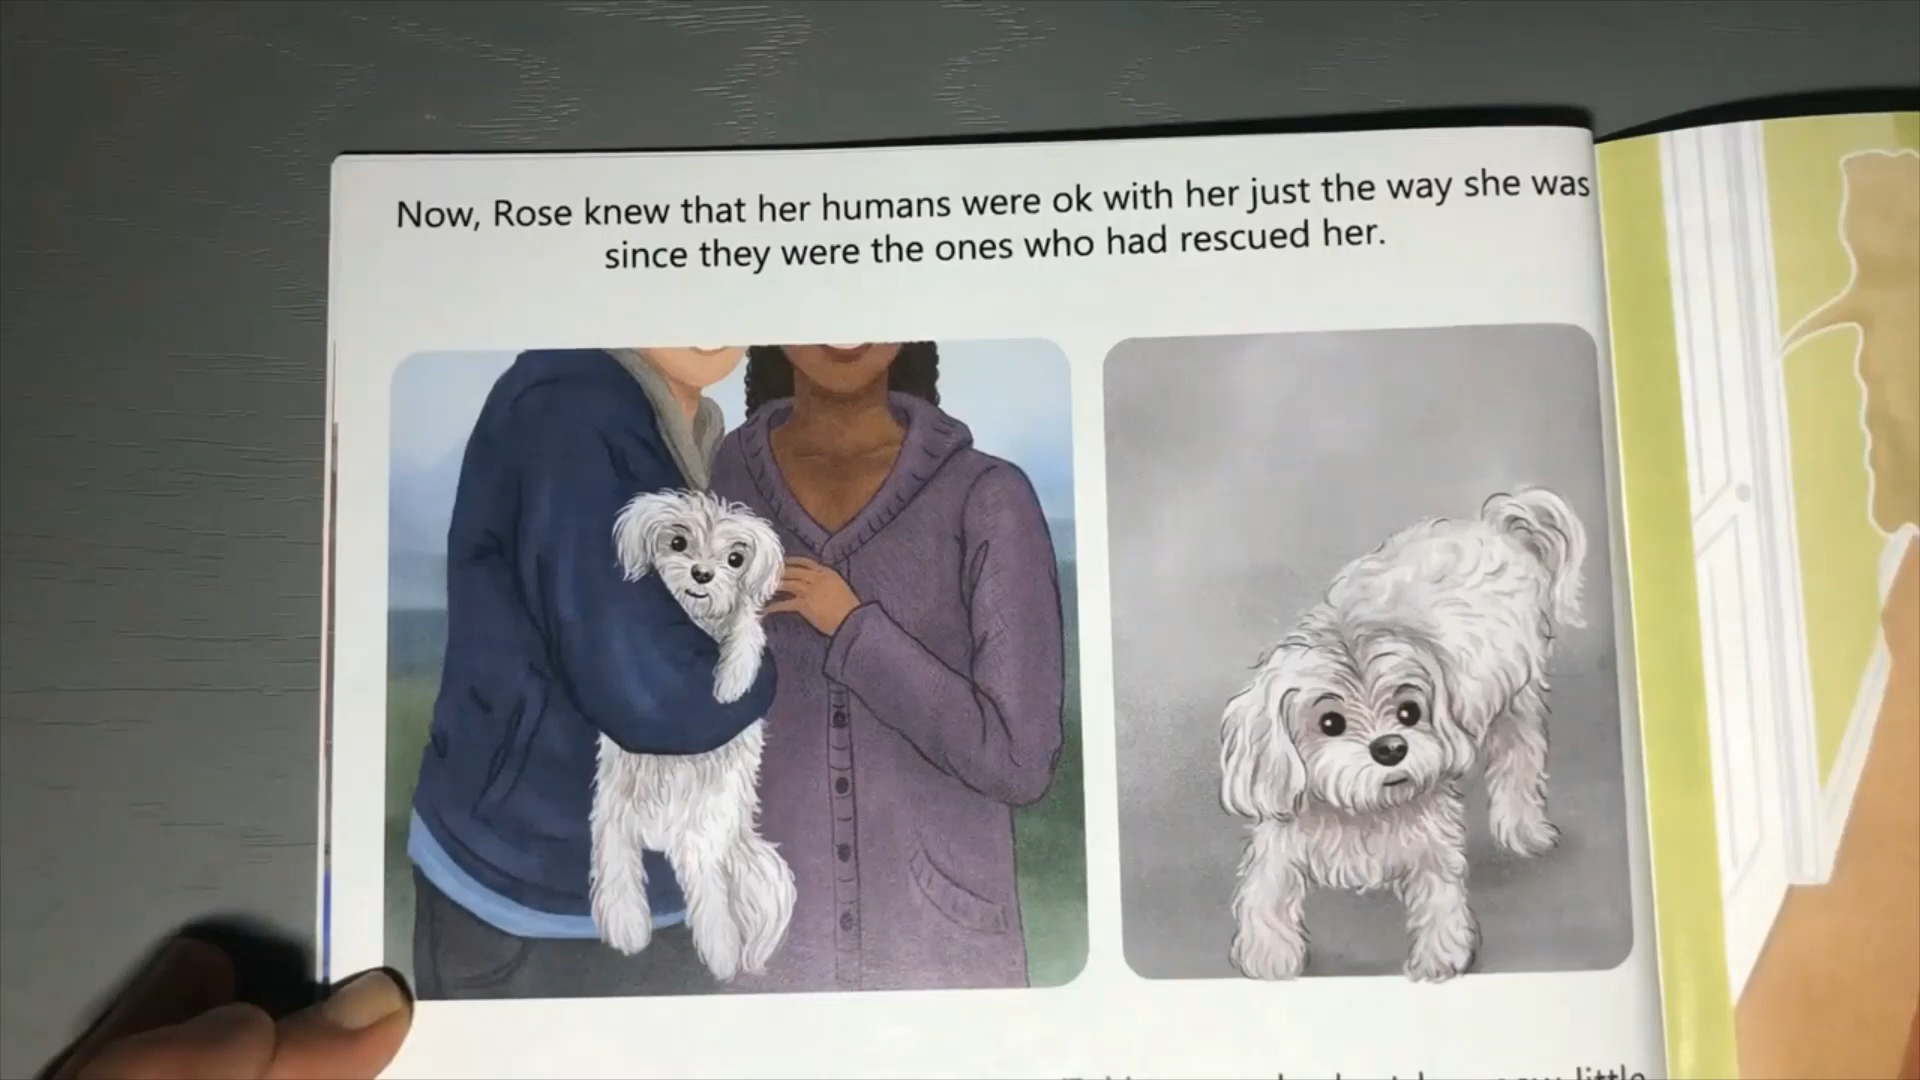 Now, Rose knew that her humans were ok with her just the way she was
since they were the ones who had rescued her.
little